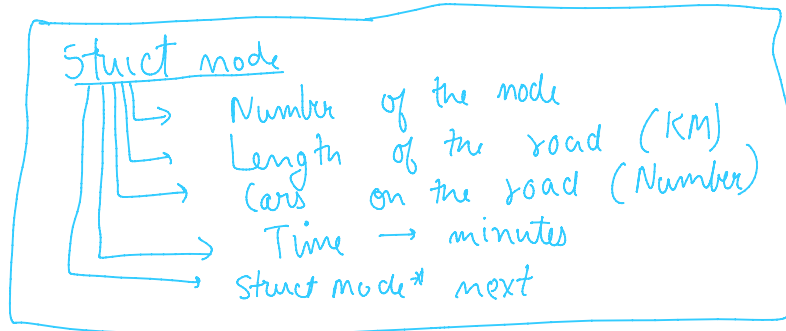 Struct node
Number of the node
Length of the road (KM)
Cars on the road (Number)
Time → minutes
struct node* next